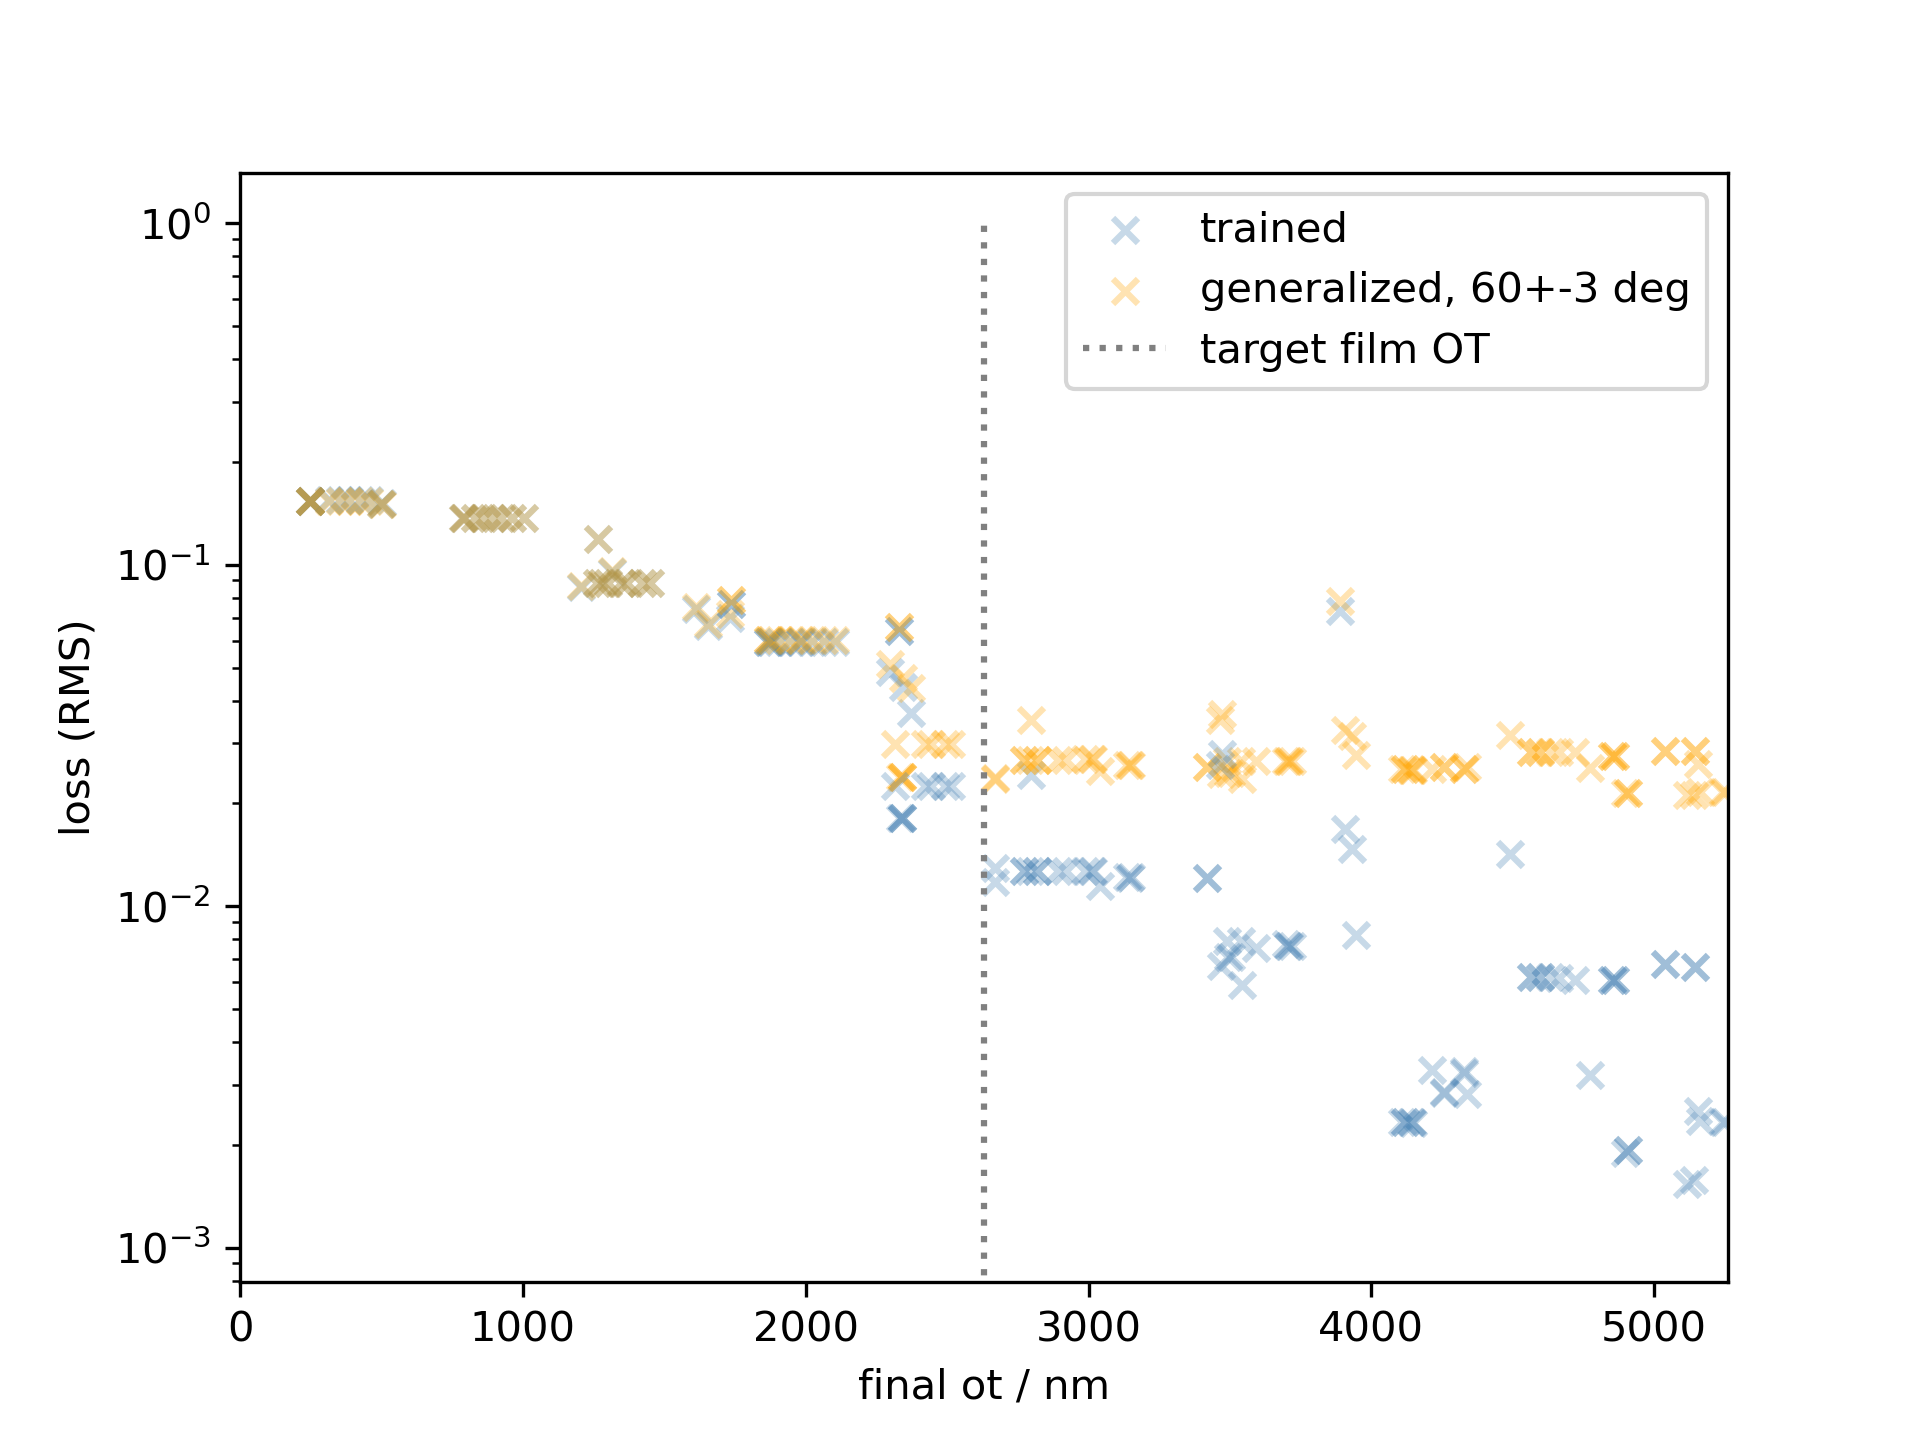 10⁰
10⁻¹
10⁻²
10⁻³
loss (RMS)
trained
generalized, 60+-3 deg
target film OT
0 1000 2000 3000 4000 5000
final ot / nm